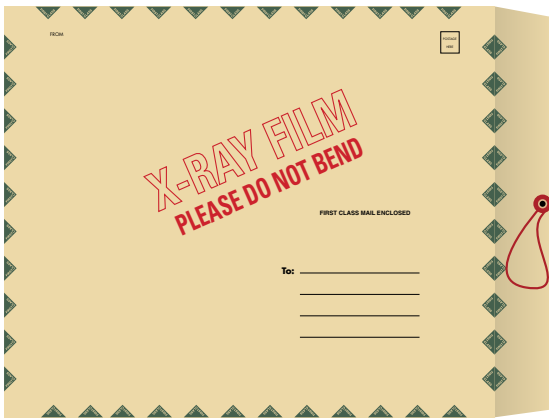 FROM
POSTAGE
HERE
X-RAY FILM
PLEASE DO NOT BEND
FIRST CLASS MAIL ENCLOSED
To: